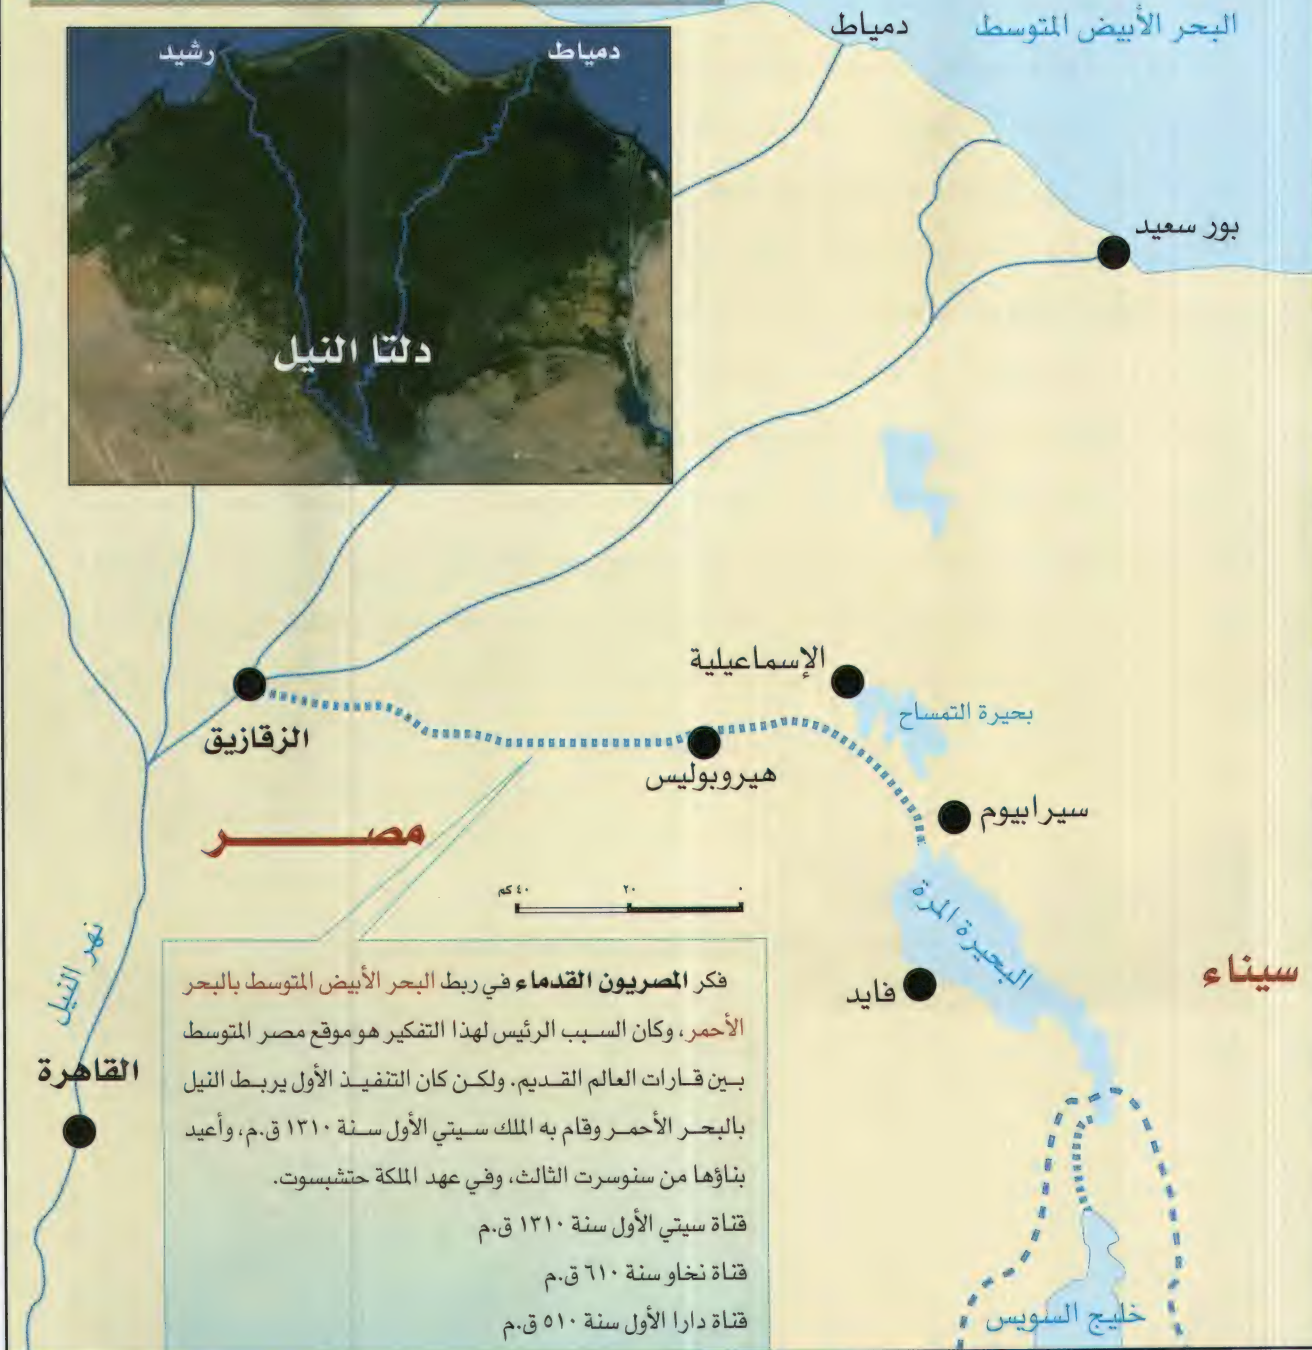 البحر الأبيض المتوسط
دمياط
دمياط
رشيد
بور سعيد
دلتا النيل
الإسماعيلية
بحيرة التمساح
الزقازيق
هيروبوليس
سيرابيوم
مصــــــر
٠ ٢٠ ٤٠ كم
البحيرة المرة
سيناء
فايد
نهر النيل
القاهرة
فكر المصريون القدماء في ربط البحر الأبيض المتوسط بالبحر
الأحمر، وكان السبب الرئيس لهذا التفكير هو موقع مصر المتوسط
بين قارات العالم القديم. ولكن كان التنفيذ الأول يربط النيل
بالبحر الأحمر وقام به الملك سيتي الأول سنة ١٣١٠ ق.م، وأعيد
بناؤها من سنوسرت الثالث، وفي عهد الملكة حتشبسوت.
قناة سيتي الأول سنة ١٣١٠ ق.م
قناة نخاو سنة ٦١٠ ق.م
قناة دارا الأول سنة ٥١٠ ق.م
خليج السويس